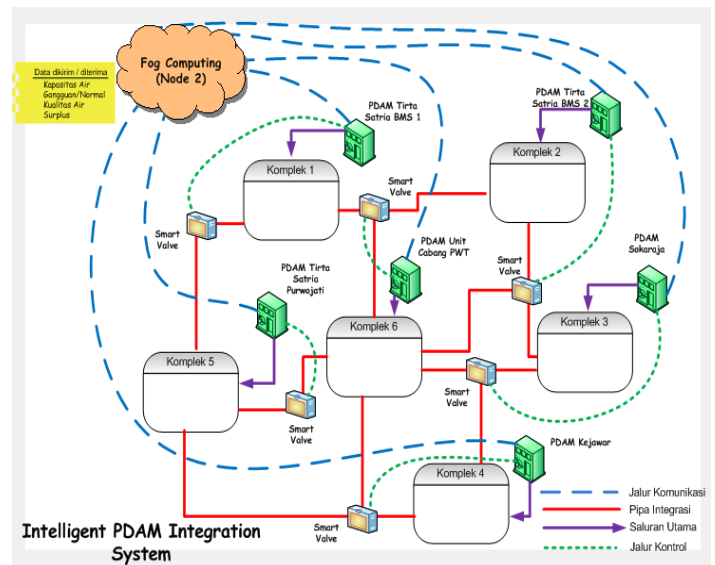 Fog Computing
(Node 2)
Data dikirim / diterima
Kapasitas Air
Gangguan/Normal
Kualitas Air
Surplus
PDAM Tirta
Satria BMS 1
PDAM Tirta
Satria BMS 2
Komplek 1
Komplek 2
Smart
Valve
Smart
Valve
PDAM Unit
Cabang PWT
PDAM
Sokaraja
Smart
Valve
PDAM Tirta
Satria
Purwojati
Komplek 6
Komplek 3
Komplek 5
Smart
Valve
Smart
Valve
PDAM Kejawar
Komplek 4
Smart
Valve
Intelligent PDAM Integration
System
Jalur Komunikasi
Pipa Integrasi
Saluran Utama
Jalur Kontrol